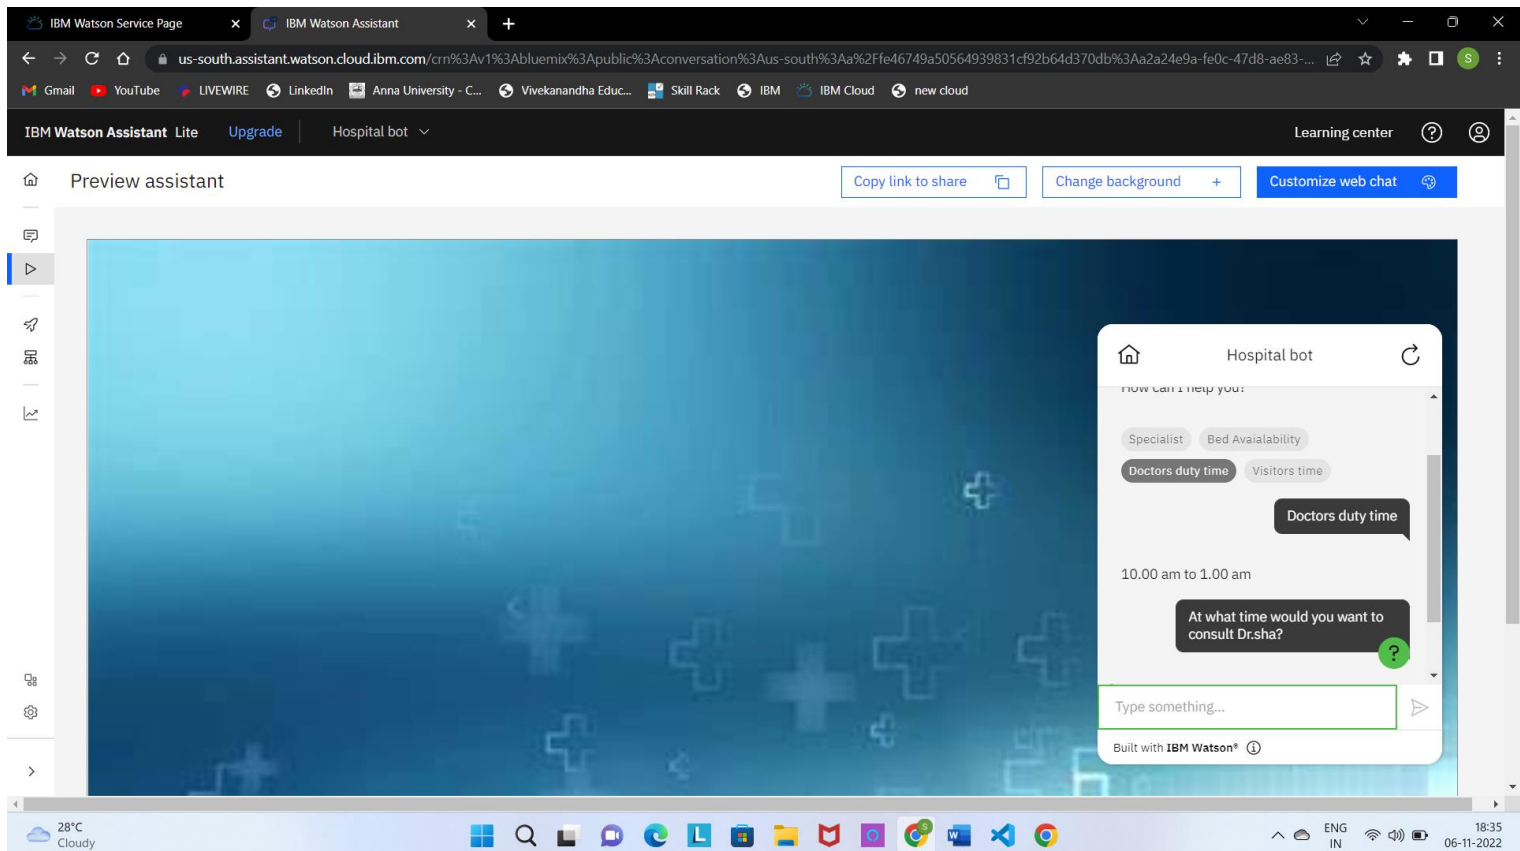 IBM Watson Service Page
IBM Watson Assistant
us-south.assistant.watson.cloud.ibm.com/crn%3Av1%3Abluemix%3Apublic%3Aconversation%3Aus-south%3Aa%2Ffe46749a50564939831cf92b64d370db%3Aa2a24e9a-fe0c-47d8-ae83-...
S
Gmail YouTube LIVEWIRE LinkedIn Anna University - C... Vivekanandha Educ... Skill Rack IBM IBM Cloud new cloud
IBM Watson Assistant Lite Upgrade Hospital bot Learning center
Preview assistant Copy link to share Change background + Customize web chat
Hospital bot
How can I help you?
Specialist Bed Avaialability
Doctors duty time Visitors time
Doctors duty time
10.00 am to 1.00 am
At what time would you want to
consult Dr.sha?
?
Type something...
Built with IBM Watson®
28°C
Cloudy
ENG
IN
18:35
06-11-2022